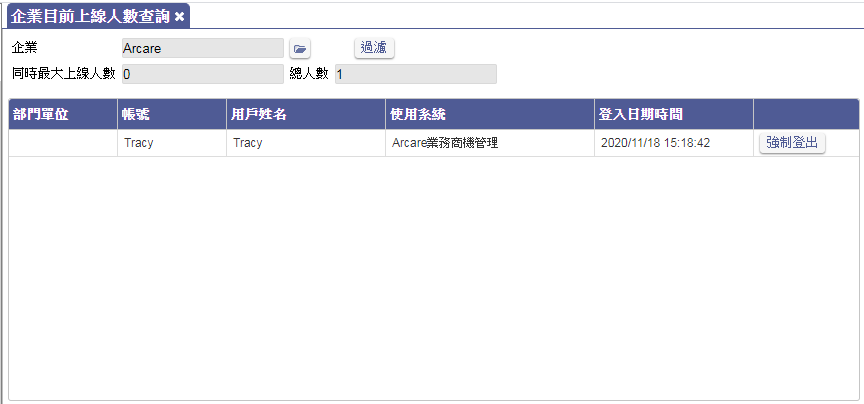 企業目前上線人數查詢 ✖
企業 Arcare 過濾
同時最大上線人數 0 總人數 1
部門單位 帳號 用戶姓名 使用系統 登入日期時間
Tracy Tracy Arcare業務商機管理 2020/11/18 15:18:42 強制登出